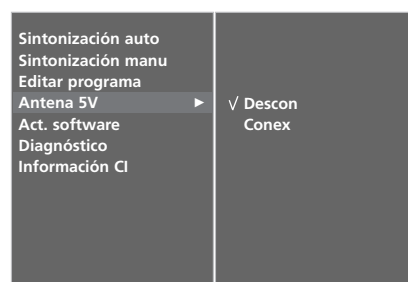 Sintonización auto
Sintonización manu
Editar programa
Antena 5V ►
Act. software
Diagnóstico
Información CI
√ Descon
Conex